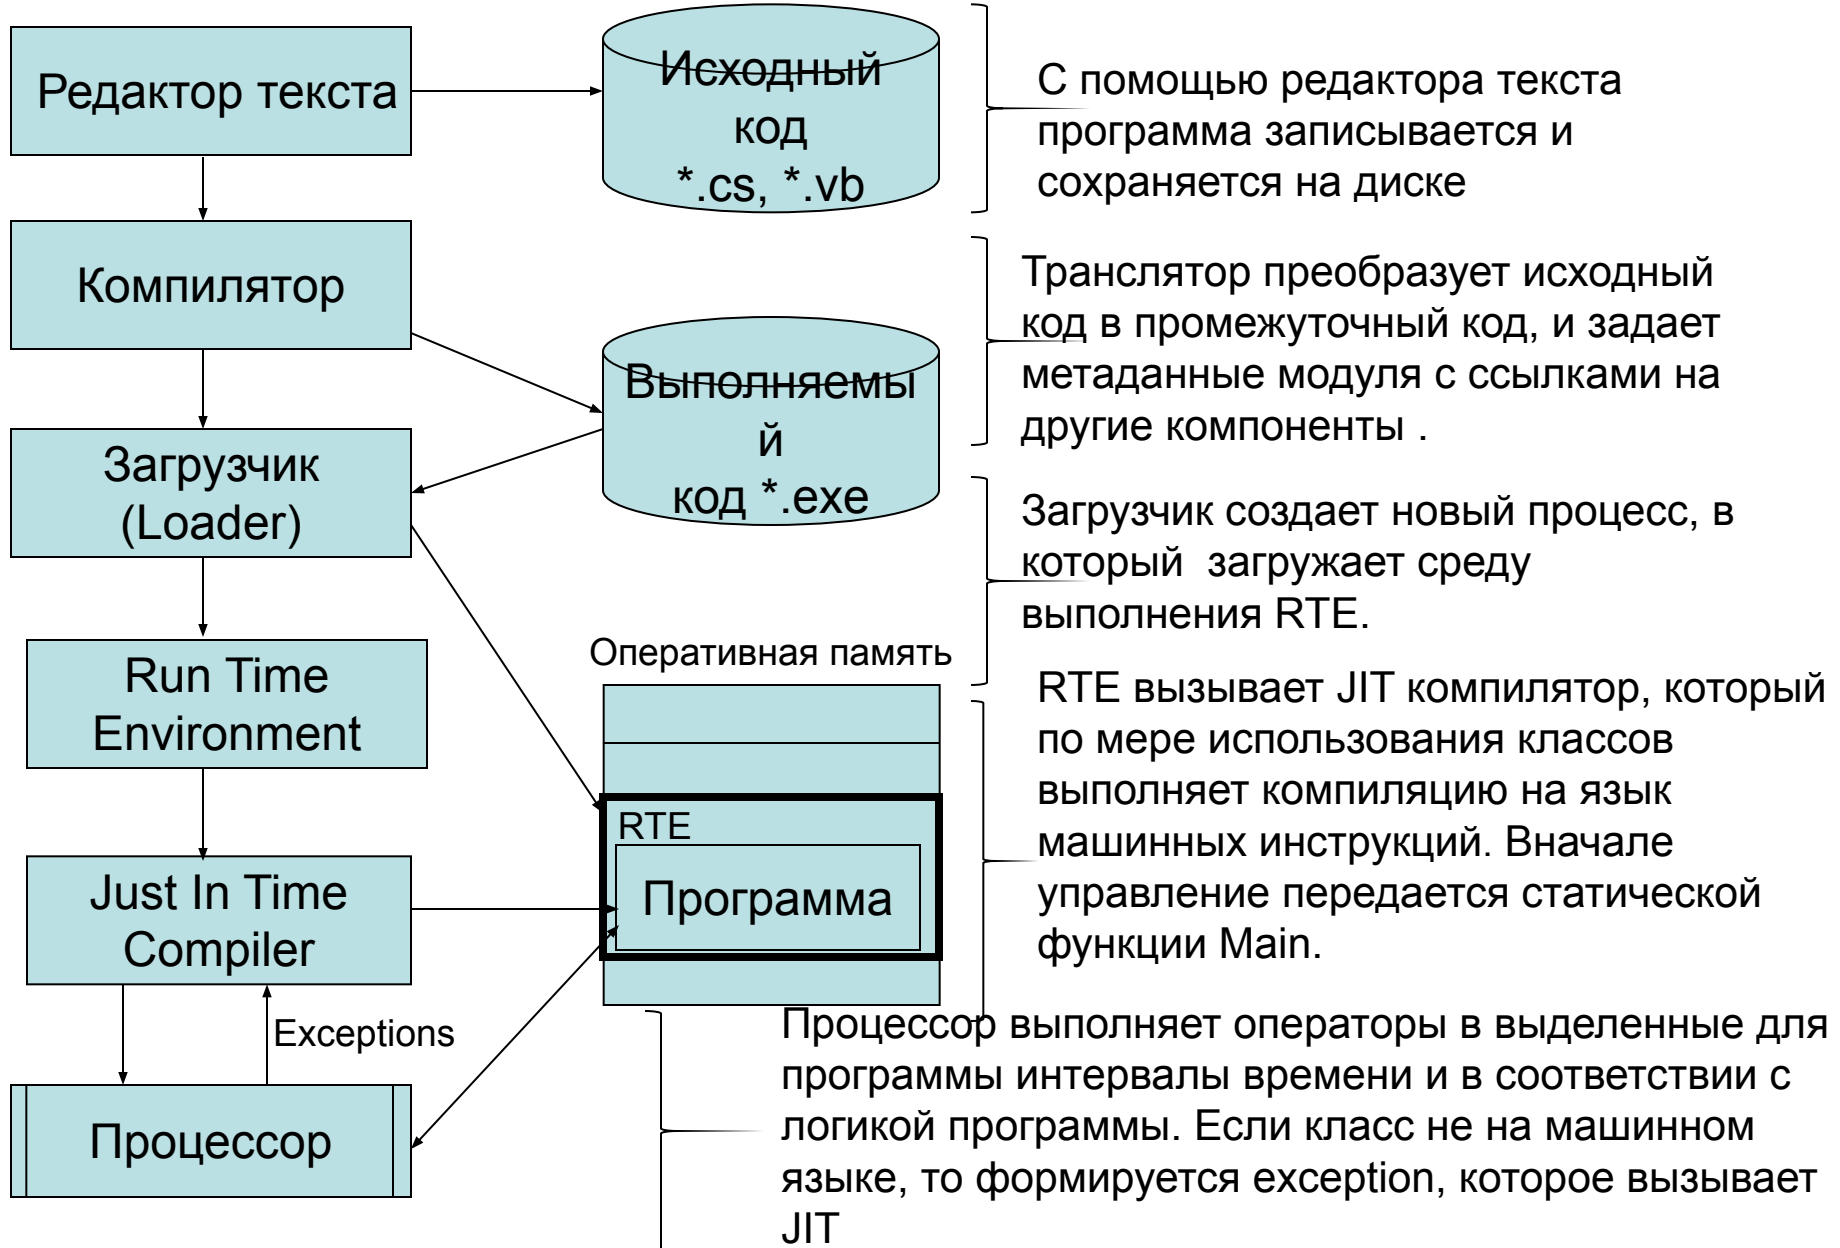 Редактор текста
Исходный
код
*.cs, *.vb
С помощью редактора текста
программа записывается и
сохраняется на диске
Компилятор
Транслятор преобразует исходный
код в промежуточный код, и задает
метаданные модуля с ссылками на
другие компоненты .
Выполняемы
й
код *.exe
Загрузчик
(Loader)
Загрузчик создает новый процесс, в
который загружает среду
выполнения RTE.
Run Time
Environment
Оперативная память
RTE
Программа
RTE вызывает JIT компилятор, который
по мере использования классов
выполняет компиляцию на язык
машинных инструкций. Вначале
управление передается статической
функции Main.
Just In Time
Compiler
Exceptions
Процессор
Процессор выполняет операторы в выделенные для
программы интервалы времени и в соответствии с
логикой программы. Если класс не на машинном
языке, то формируется exception, которое вызывает
JIT